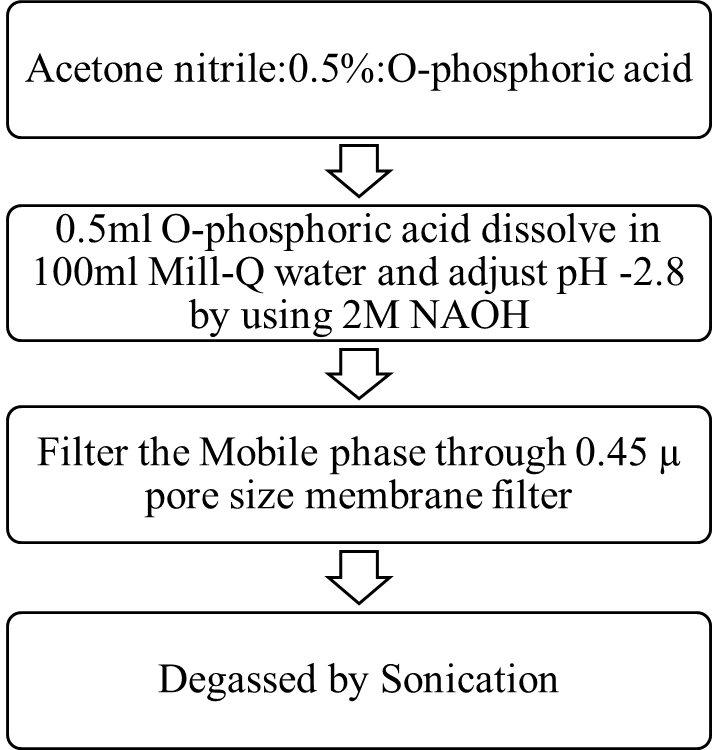 Acetone nitrile:0.5%:O-phosphoric acid
0.5ml O-phosphoric acid dissolve in
100ml Mill-Q water and adjust pH -2.8
by using 2M NAOH
Filter the Mobile phase through 0.45 μ
pore size membrane filter
Degassed by Sonication